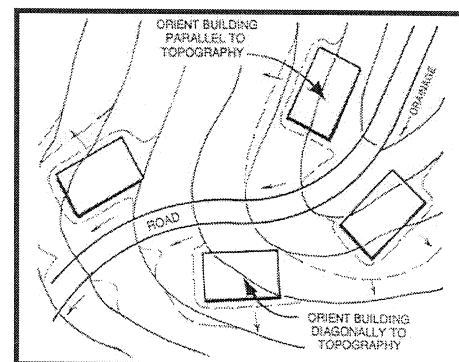 ORIENT BUILDING
PARALLEL TO
TOPOGRAPHY
DRAINAGE
ROAD
ORIENT BUILDING
DIAGONALLY TO
TOPOGRAPHY